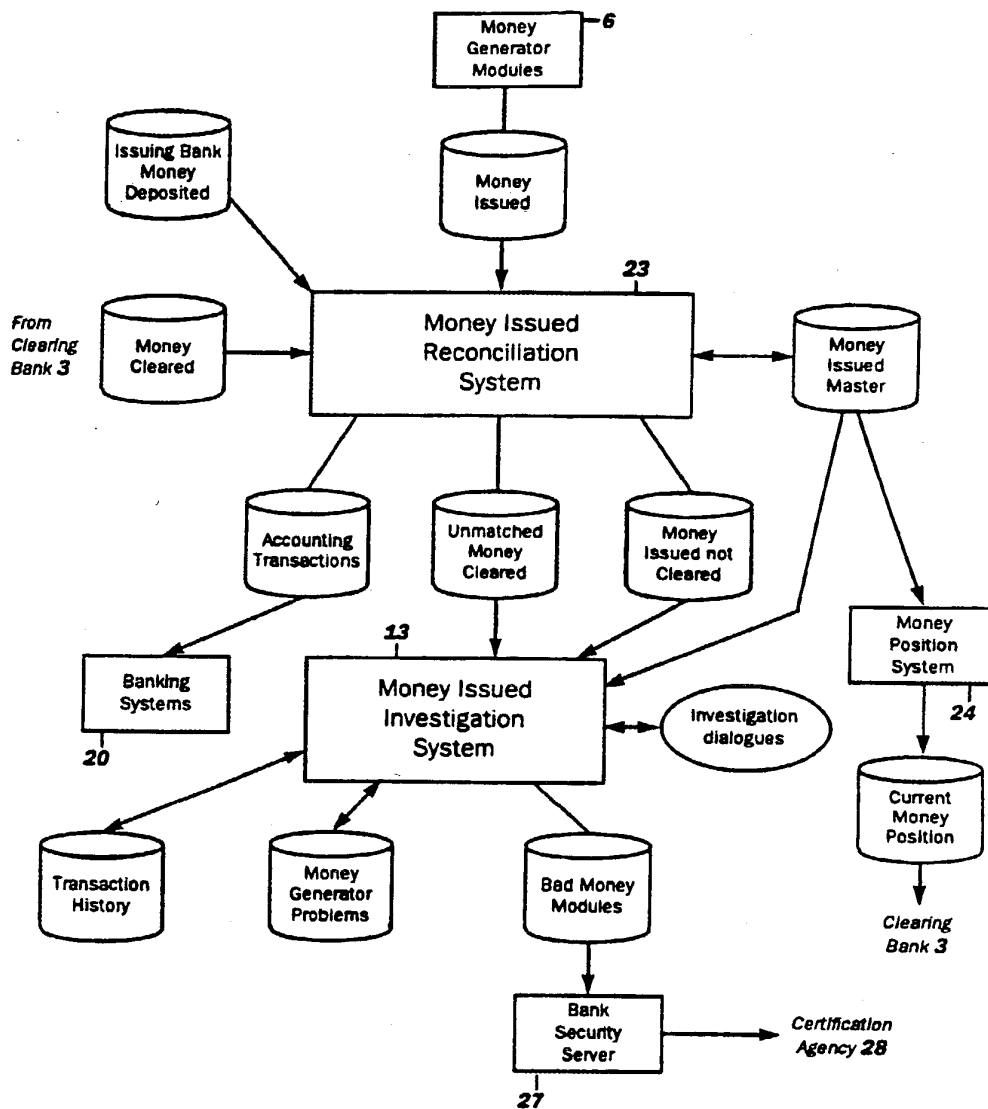 Money
Generator
Modules
6
Issuing Bank
Money
Deposited
Money
Issued
23
From
Clearing
Bank 3
Money
Cleared
Money Issued
Reconciliation
System
Money
Issued
Master
Accounting
Transactions
Unmatched
Money
Cleared
Money
Issued not
Cleared
13
Money
Position
System
24
Banking
Systems
20
Money Issued
Investigation
System
Investigation
dialogues
Current
Money
Position
Transaction
History
Money
Generator
Problems
Bad Money
Modules
Clearing
Bank 3
Bank
Security
Server
27
Certification
Agency 28